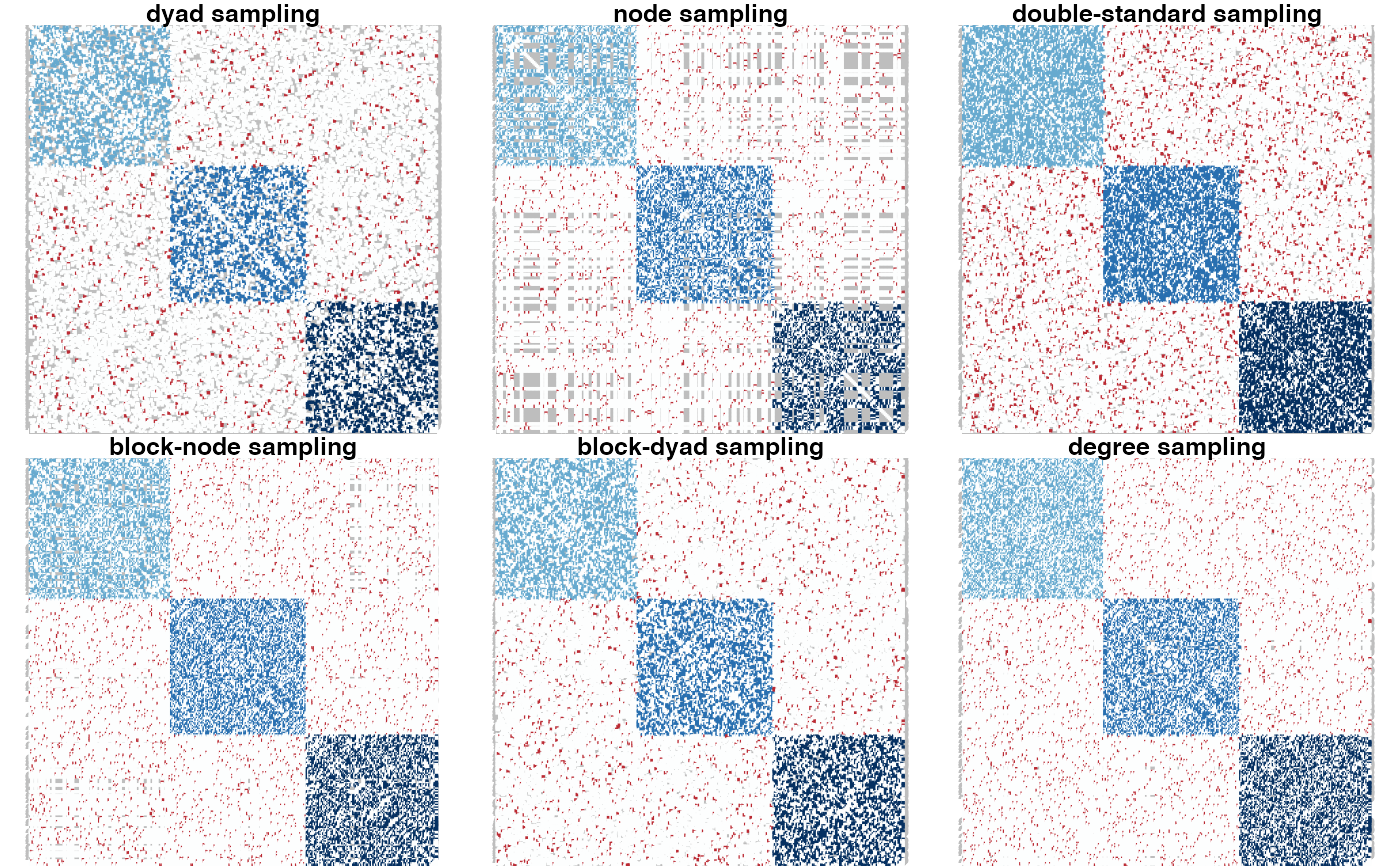 dyad sampling
node sampling
double-standard sampling
block-node sampling
block-dyad sampling
degree sampling